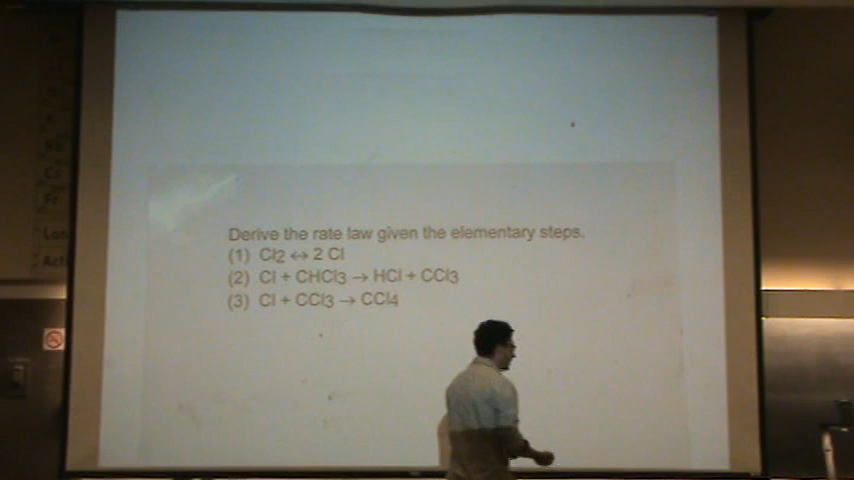 Derive the rate law given the elementary steps.
(1) Cl2 ↔ 2 Cl
(2) Cl + CHCl3 → HCl + CCl3
(3) Cl + CCl3 → CCl4
Fr